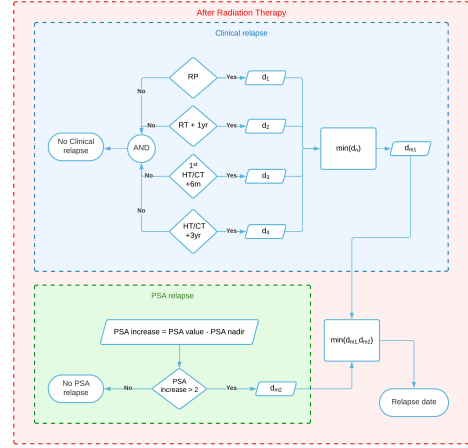 After Radiation Therapy
Clinical relapse
RP
Yes
d1
No
RT + 1yr
Yes
d2
No
No Clinical
relapse
AND
1st
HT/CT
+6m
Yes
d3
No
min(dn)
dm1
HT/CT
+3yr
Yes
d4
No
PSA relapse
PSA increase = PSA value - PSA nadir
No PSA
relapse
No
PSA
increase > 2
Yes
dm2
min(dm1,dm2)
Relapse date